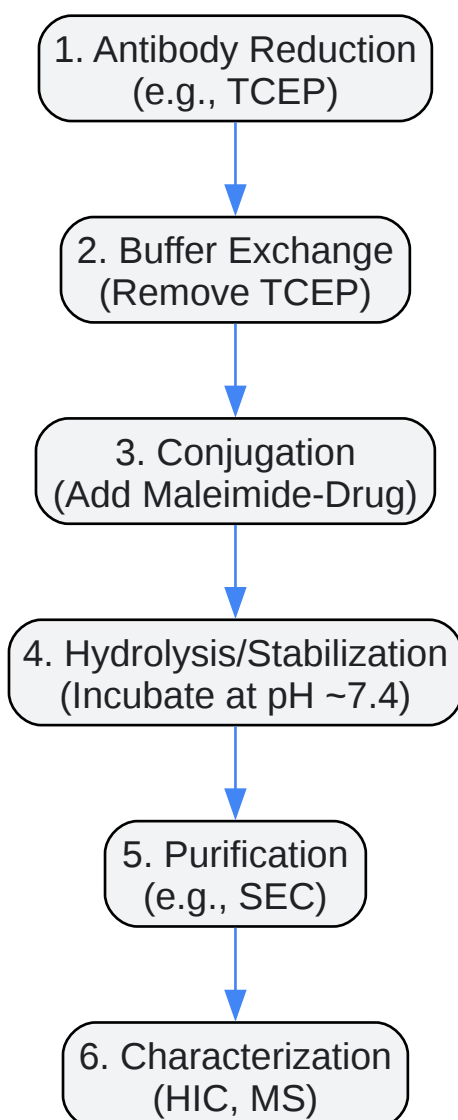 1. Antibody Reduction
(e.g., TCEP)
2. Buffer Exchange
(Remove TCEP)
3. Conjugation
(Add Maleimide-Drug)
4. Hydrolysis/Stabilization
(Incubate at pH ~7.4)
5. Purification
(e.g., SEC)
6. Characterization
(HIC, MS)